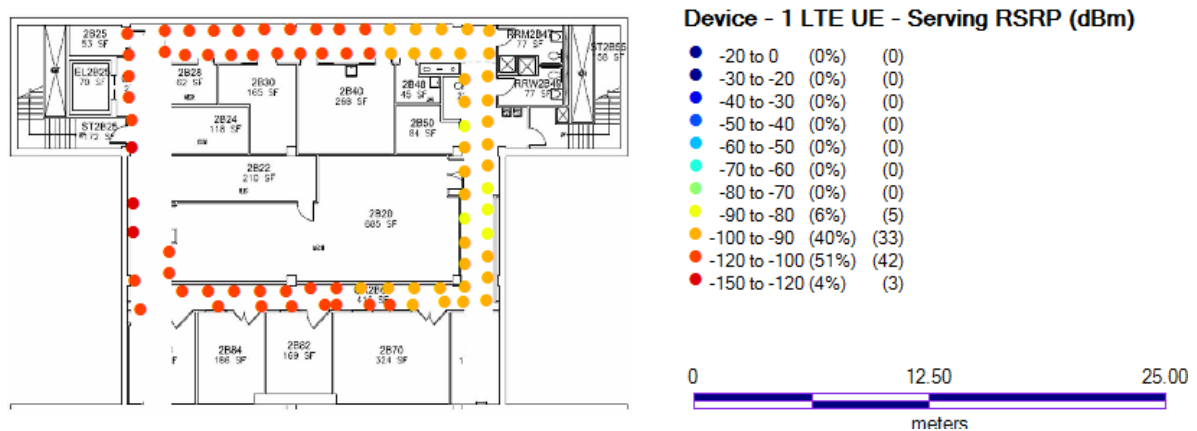 Device - 1 LTE UE - Serving RSRP (dBm)
-20 to 0 (0%) (0)
-30 to -20 (0%) (0)
-40 to -30 (0%) (0)
-50 to -40 (0%) (0)
-60 to -50 (0%) (0)
-70 to -60 (0%) (0)
-80 to -70 (0%) (0)
-90 to -80 (6%) (5)
-100 to -90 (40%) (33)
-120 to -100 (51%) (42)
-150 to -120 (4%) (3)
0 12.50 25.00
meters
2B25
53 SF
RRM2B47
77 SF
ST2B55
58 SF
EL2B25
70 SF
2B28
62 SF
2B30
165 SF
2B40
268 SF
2B48
45 SF
RRW2B49
77 SF
ST2B25
172 SF
2B24
118 SF
2B50
84 SF
2B22
210 SF
2B20
685 SF
2B84
186 SF
2B82
169 SF
2B70
324 SF